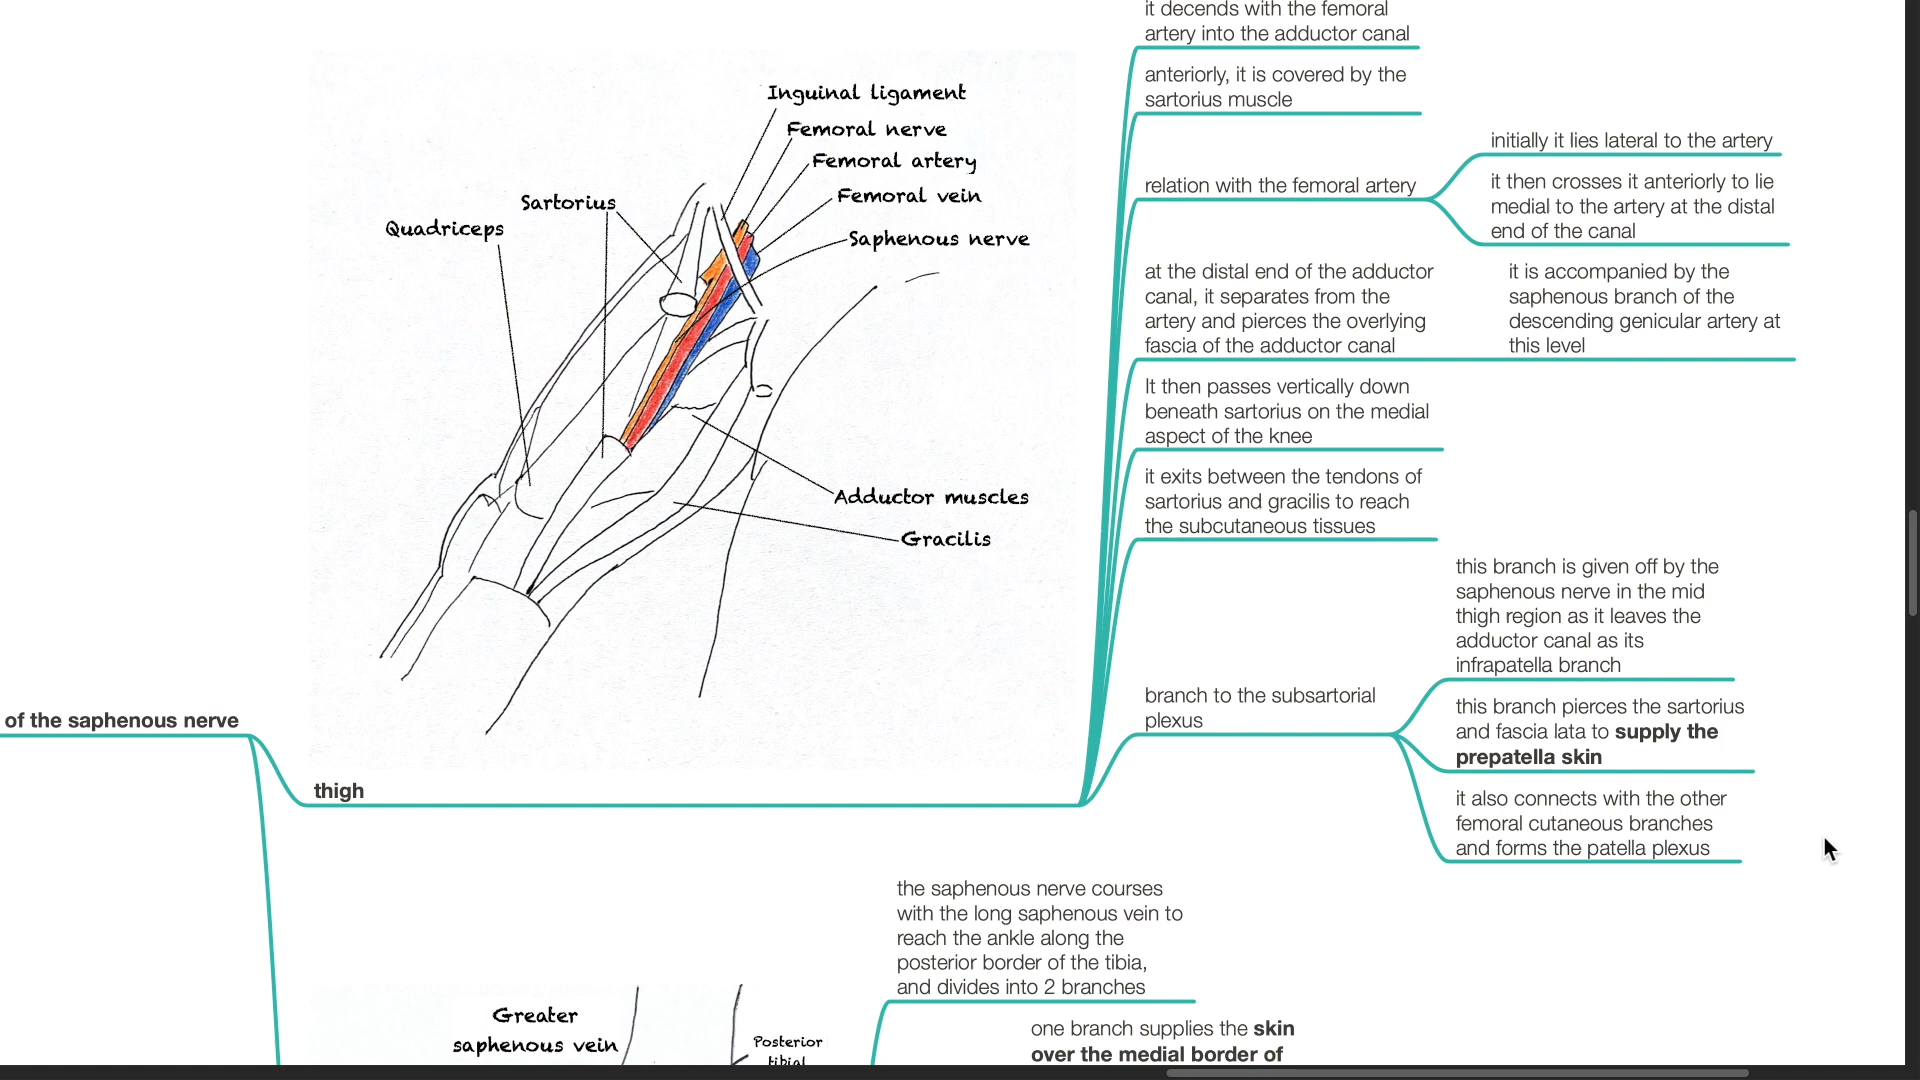 it decends with the femoral
artery into the adductor canal
anteriorly, it is covered by the
sartorius muscle
relation with the femoral artery
initially it lies lateral to the artery
it then crosses it anteriorly to lie
medial to the artery at the distal
end of the canal
at the distal end of the adductor
canal, it separates from the
artery and pierces the overlying
fascia of the adductor canal
it is accompanied by the
saphenous branch of the
descending genicular artery at
this level
It then passes vertically down
beneath sartorius on the medial
aspect of the knee
it exits between the tendons of
sartorius and gracilis to reach
the subcutaneous tissues
branch to the subsartorial
plexus
this branch is given off by the
saphenous nerve in the mid
thigh region as it leaves the
adductor canal as its
infrapatella branch
this branch pierces the sartorius
and fascia lata to supply the
prepatella skin
it also connects with the other
femoral cutaneous branches
and forms the patella plexus
Inguinal ligament
Femoral nerve
Femoral artery
Femoral vein
Saphenous nerve
Sartorius
Quadriceps
Adductor muscles
Gracilis
of the saphenous nerve
thigh
the saphenous nerve courses
with the long saphenous vein to
reach the ankle along the
posterior border of the tibia,
and divides into 2 branches
one branch supplies the skin
over the medial border of
Greater
saphenous vein
Posterior
tibial